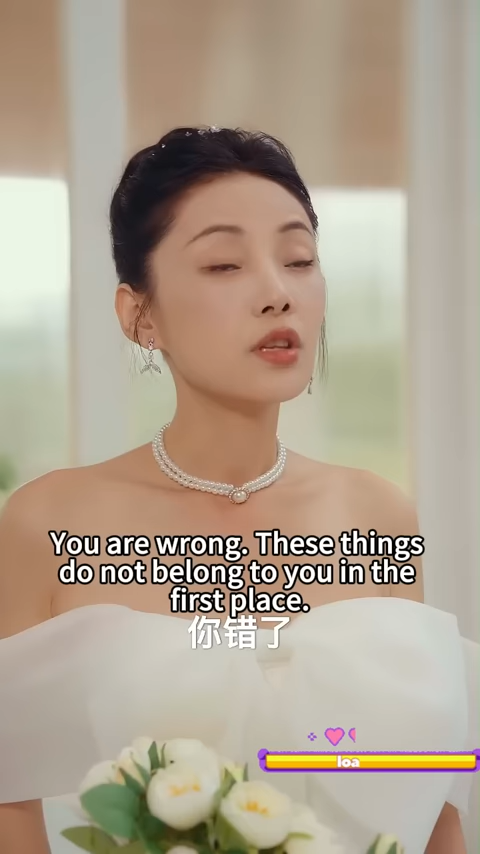 You are wrong. These things
do not belong to you in the
first place.
你错了
loa